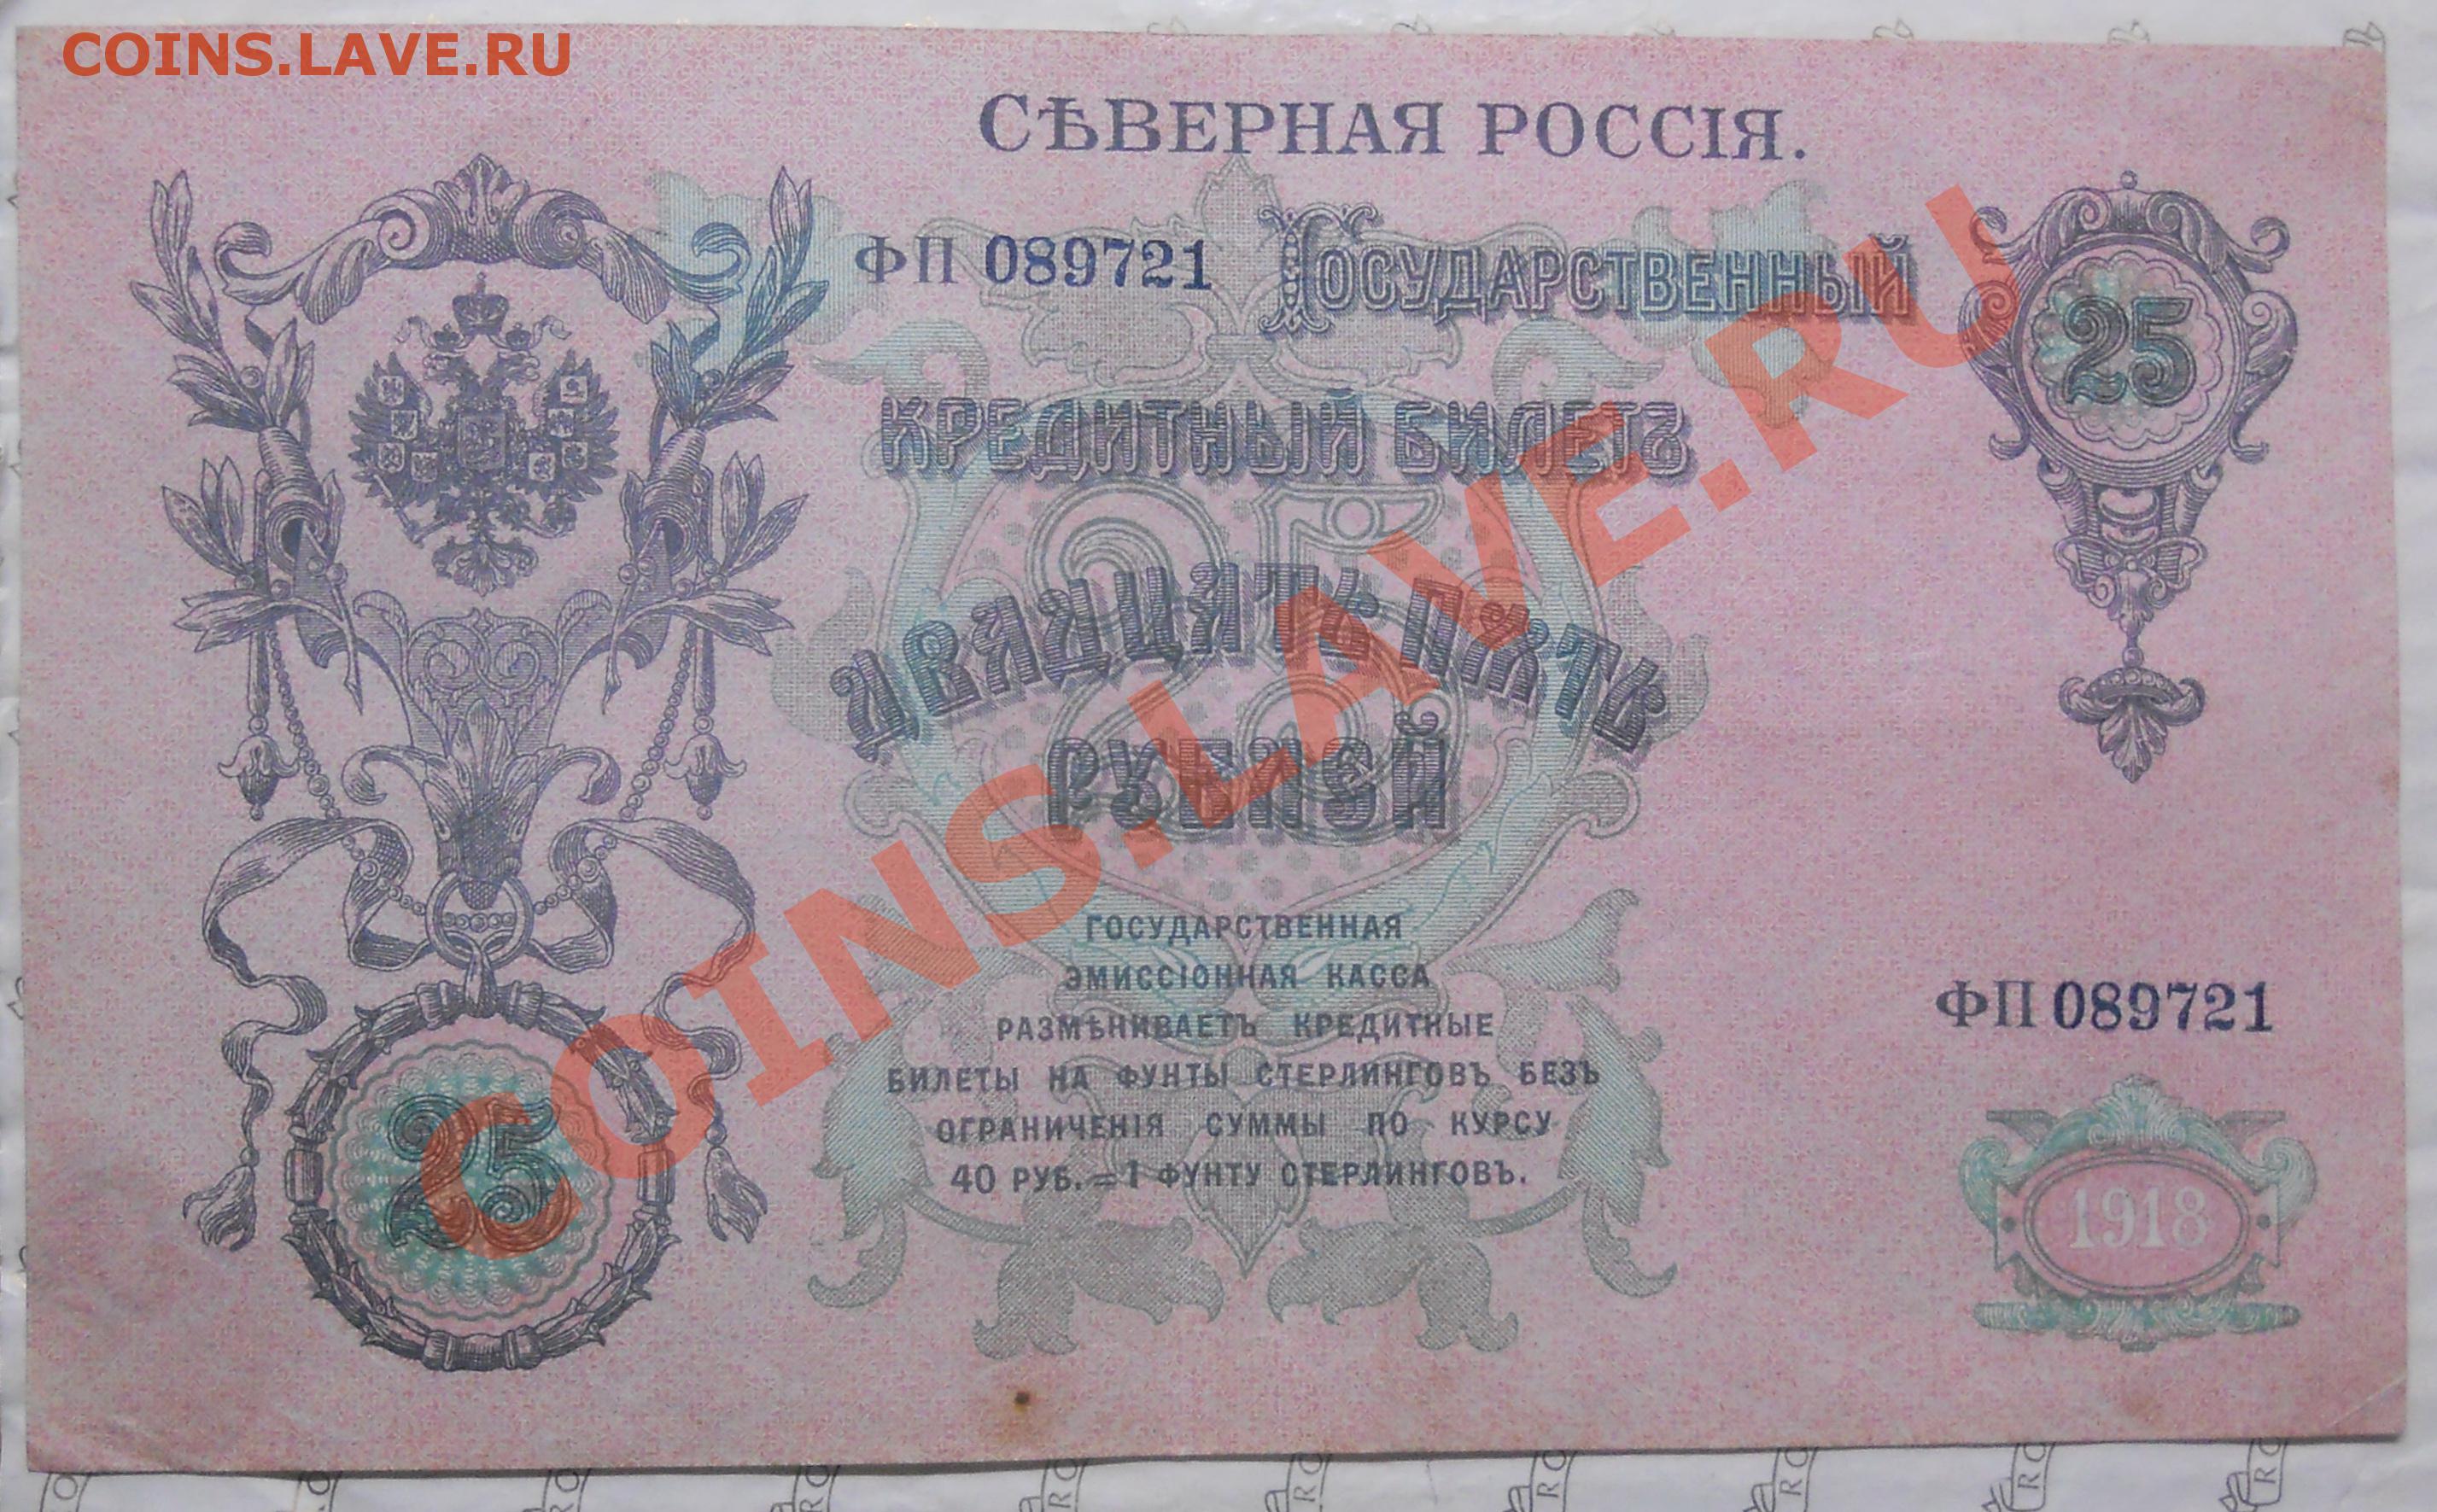 COINS.LAVE.RU
СѢВЕРНАЯ РОССІЯ.
ФП 089721 ГОСУДАРСТВЕННЫЙ
25
КРЕДИТНЫЙ БИЛЕТЪ
25
ДВАДЦАТЬ ПЯТЬ
РУБЛЕЙ
COINS.LAVE.RU
ГОСУДАРСТВЕННАЯ
ЭМИССІОННАЯ КАССА
РАЗМѢНИВАЕТЪ КРЕДИТНЫЕ
БИЛЕТЫ НА ФУНТЫ СТЕРЛИНГОВЪ БЕЗЪ
ОГРАНИЧЕНІЯ СУММЫ ПО КУРСУ
40 РУБ.=1 ФУНТУ СТЕРЛИНГОВЪ.
ФП 089721
25
1918